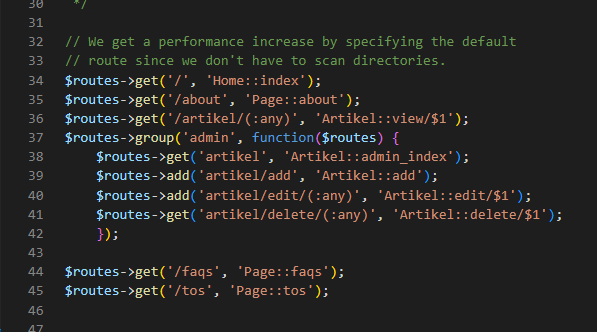 30 */
31
32 // We get a performance increase by specifying the default
33 // route since we don't have to scan directories.
34 $routes->get('/', 'Home::index');
35 $routes->get('/about', 'Page::about');
36 $routes->get('/artikel/(:any)', 'Artikel::view/$1');
37 $routes->group('admin', function($routes) {
38     $routes->get('artikel', 'Artikel::admin_index');
39     $routes->add('artikel/add', 'Artikel::add');
40     $routes->add('artikel/edit/(:any)', 'Artikel::edit/$1');
41     $routes->get('artikel/delete/(:any)', 'Artikel::delete/$1');
42     });
43
44 $routes->get('/faqs', 'Page::faqs');
45 $routes->get('/tos', 'Page::tos');
46
47